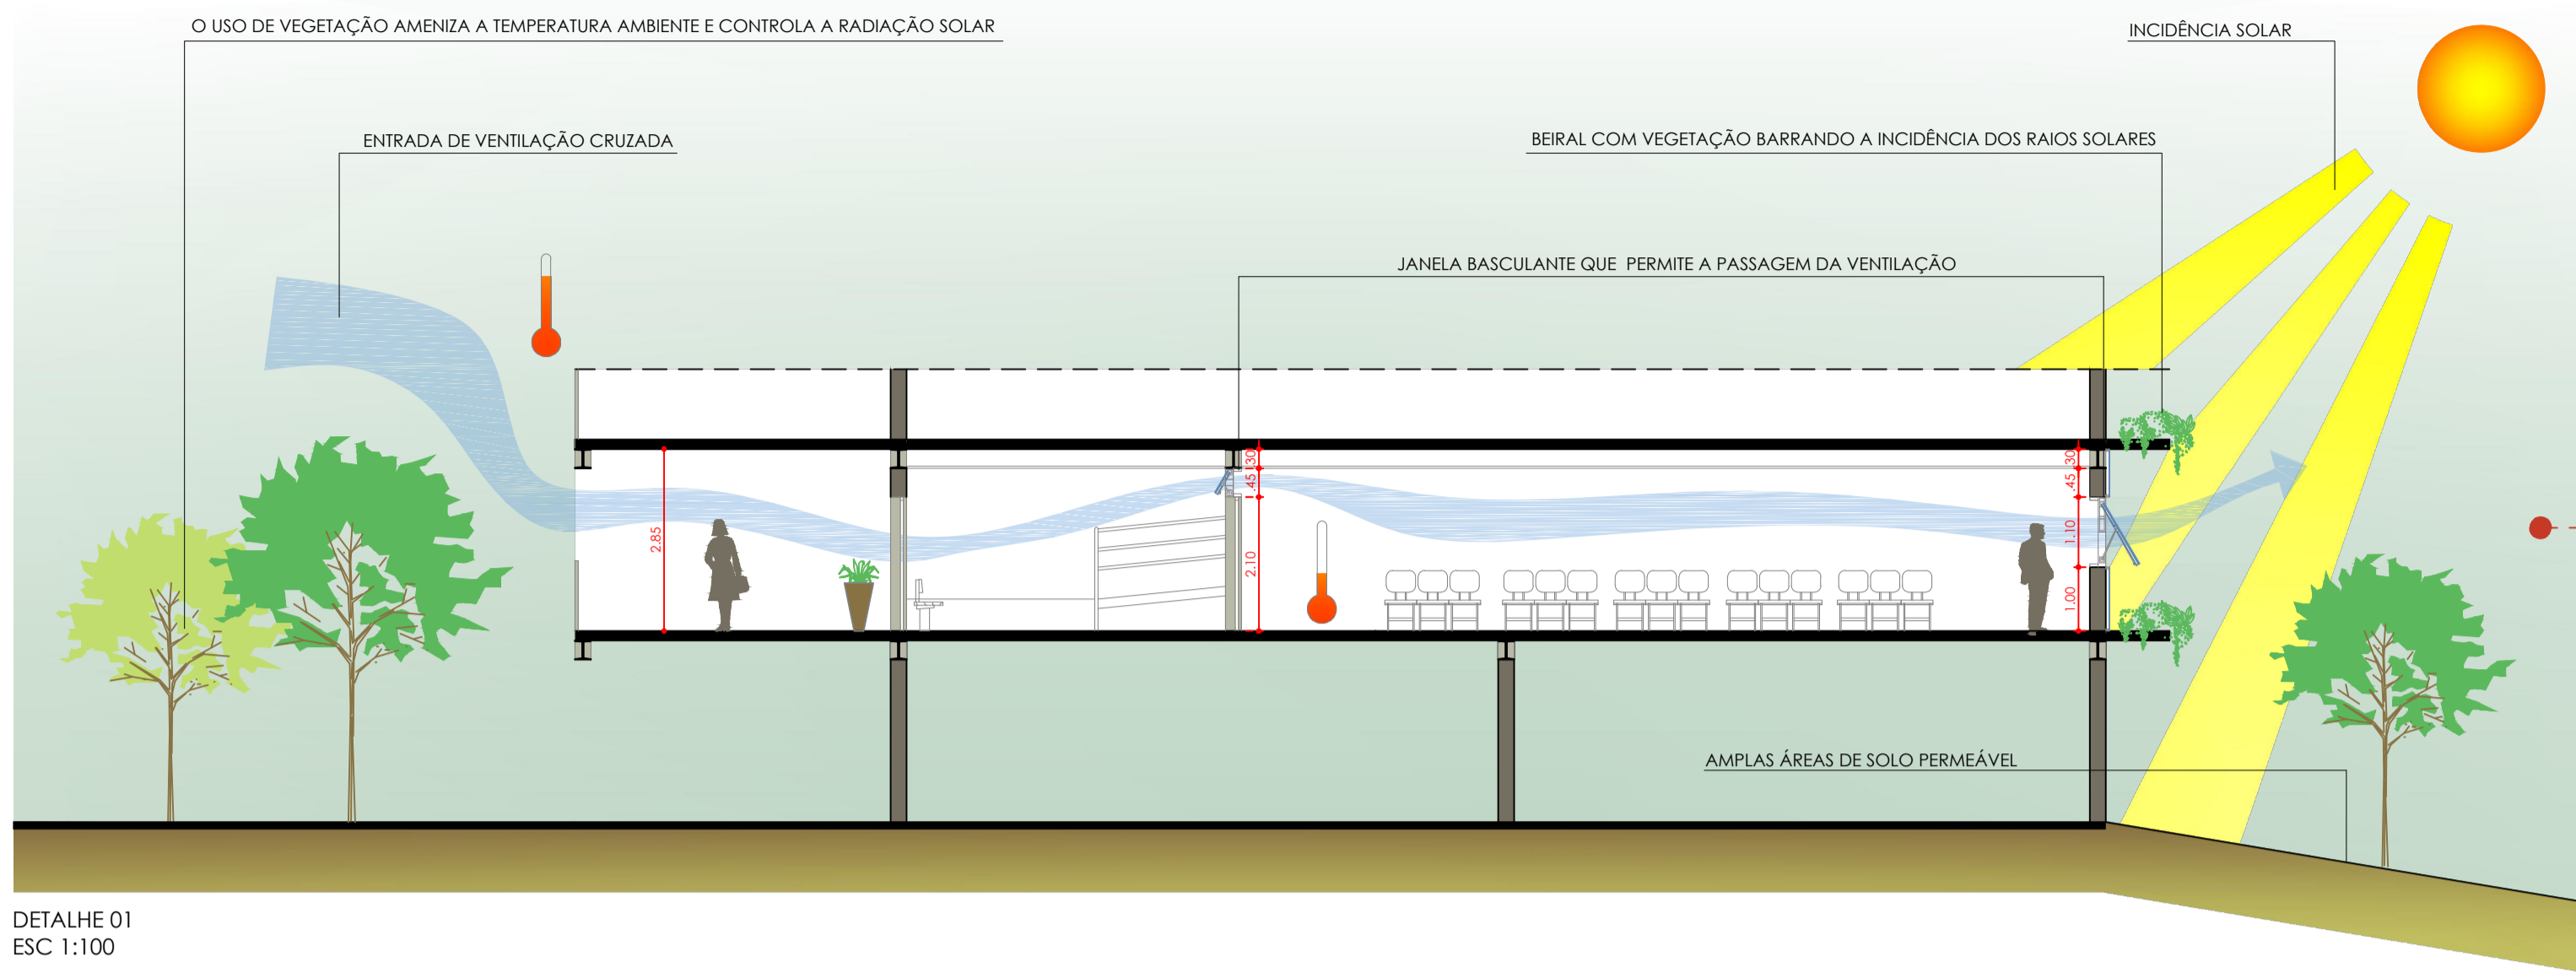 O USO DE VEGETAÇÃO AMENIZA A TEMPERATURA AMBIENTE E CONTROLA A RADIAÇÃO SOLAR
INCIDÊNCIA SOLAR
ENTRADA DE VENTILAÇÃO CRUZADA
BEIRAL COM VEGETAÇÃO BARRANDO A INCIDÊNCIA DOS RAIOS SOLARES
JANELA BASCULANTE QUE PERMITE A PASSAGEM DA VENTILAÇÃO
2.85
.30
.45
2.10
.30
.45
1.10
1.00
AMPLAS ÁREAS DE SOLO PERMEÁVEL
DETALHE 01
ESC 1:100